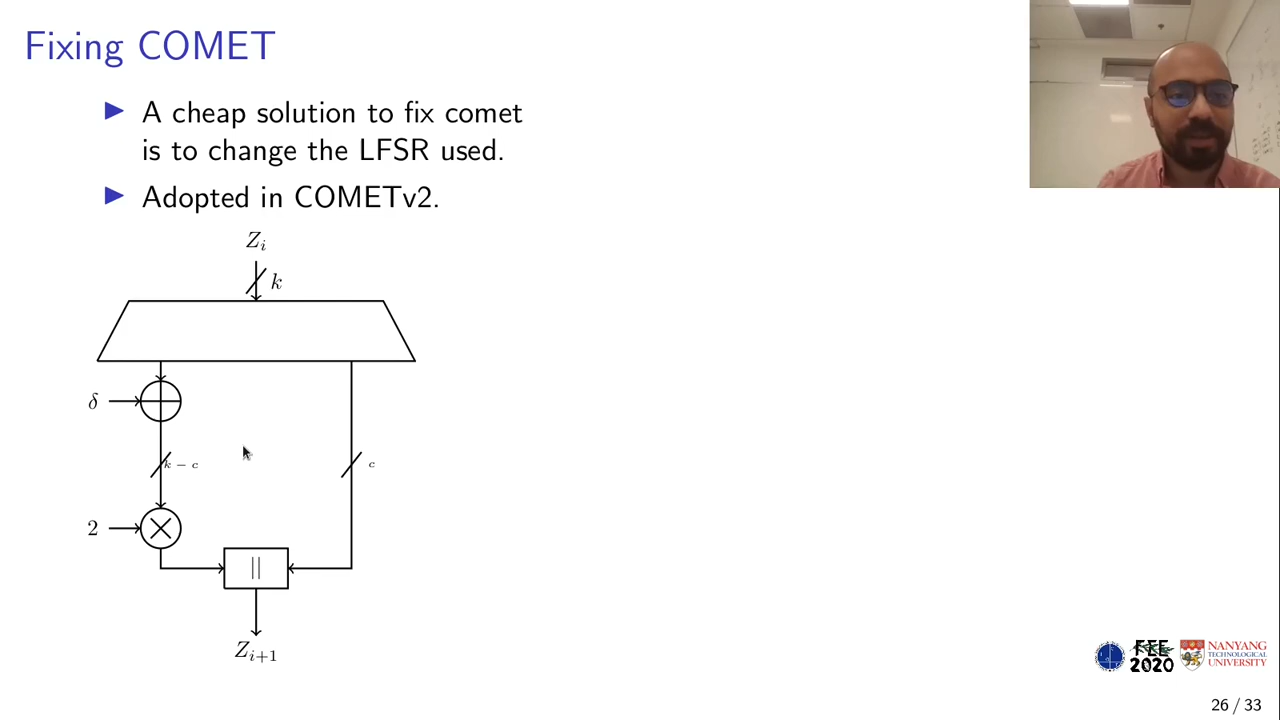 Fixing COMET
A cheap solution to fix comet
is to change the LFSR used.
Adopted in COMETv2.
Z_i
k
δ
k − c
c
2
||
Z_{i+1}
FEE
2020
NANYANG
TECHNOLOGICAL
UNIVERSITY
26 / 33